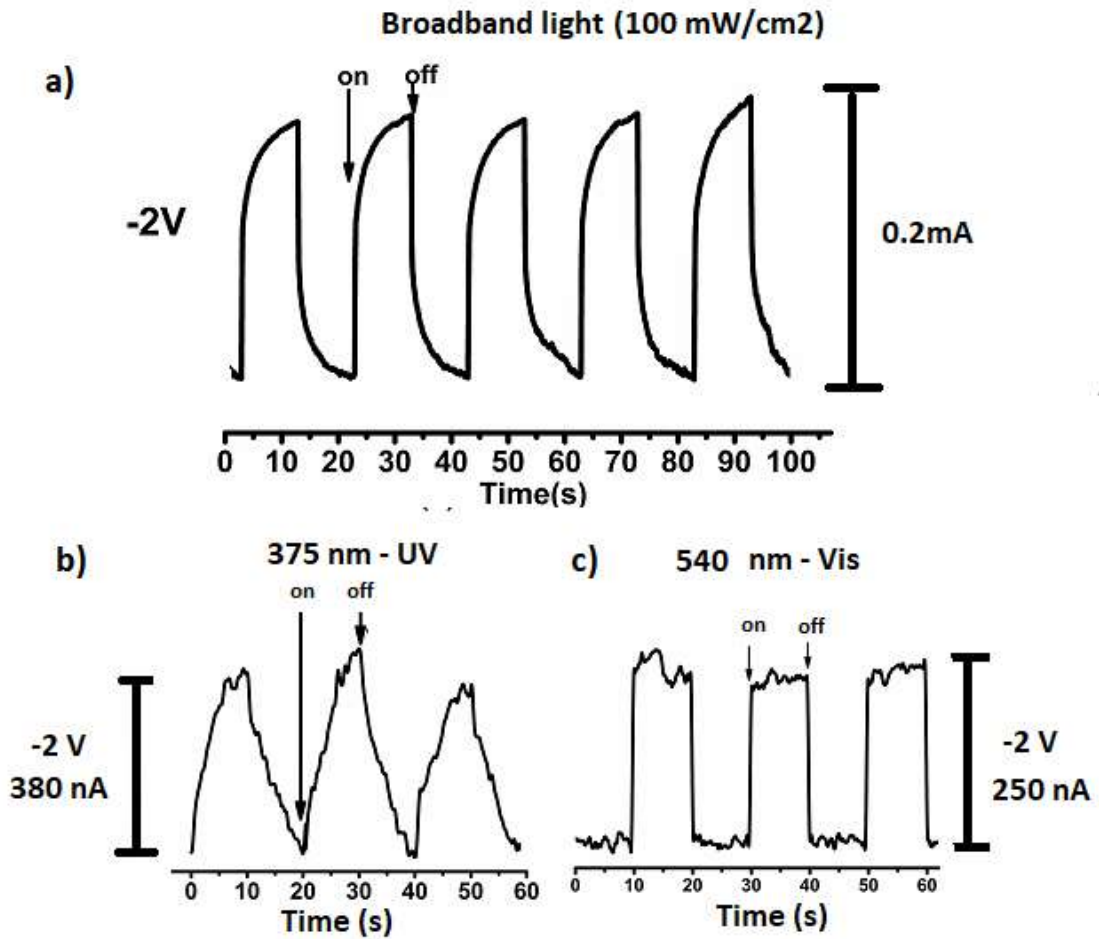 Broadband light (100 mW/cm2)
a)
on off
-2V
0.2mA
0 10 20 30 40 50 60 70 80 90 100
Time(s)
b)
375 nm - UV
on off
-2 V
380 nA
0 10 20 30 40 50 60
Time (s)
c)
540 nm - Vis
on off
-2 V
250 nA
0 10 20 30 40 50 60
Time (s)